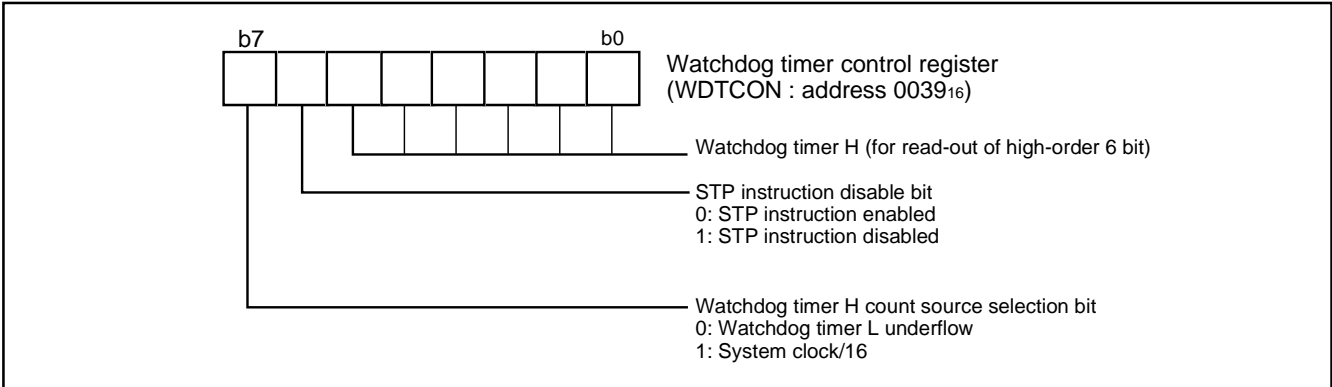 b7 b0
Watchdog timer control register
(WDTCON : address 003916)
Watchdog timer H (for read-out of high-order 6 bit)
STP instruction disable bit
0: STP instruction enabled
1: STP instruction disabled
Watchdog timer H count source selection bit
0: Watchdog timer L underflow
1: System clock/16